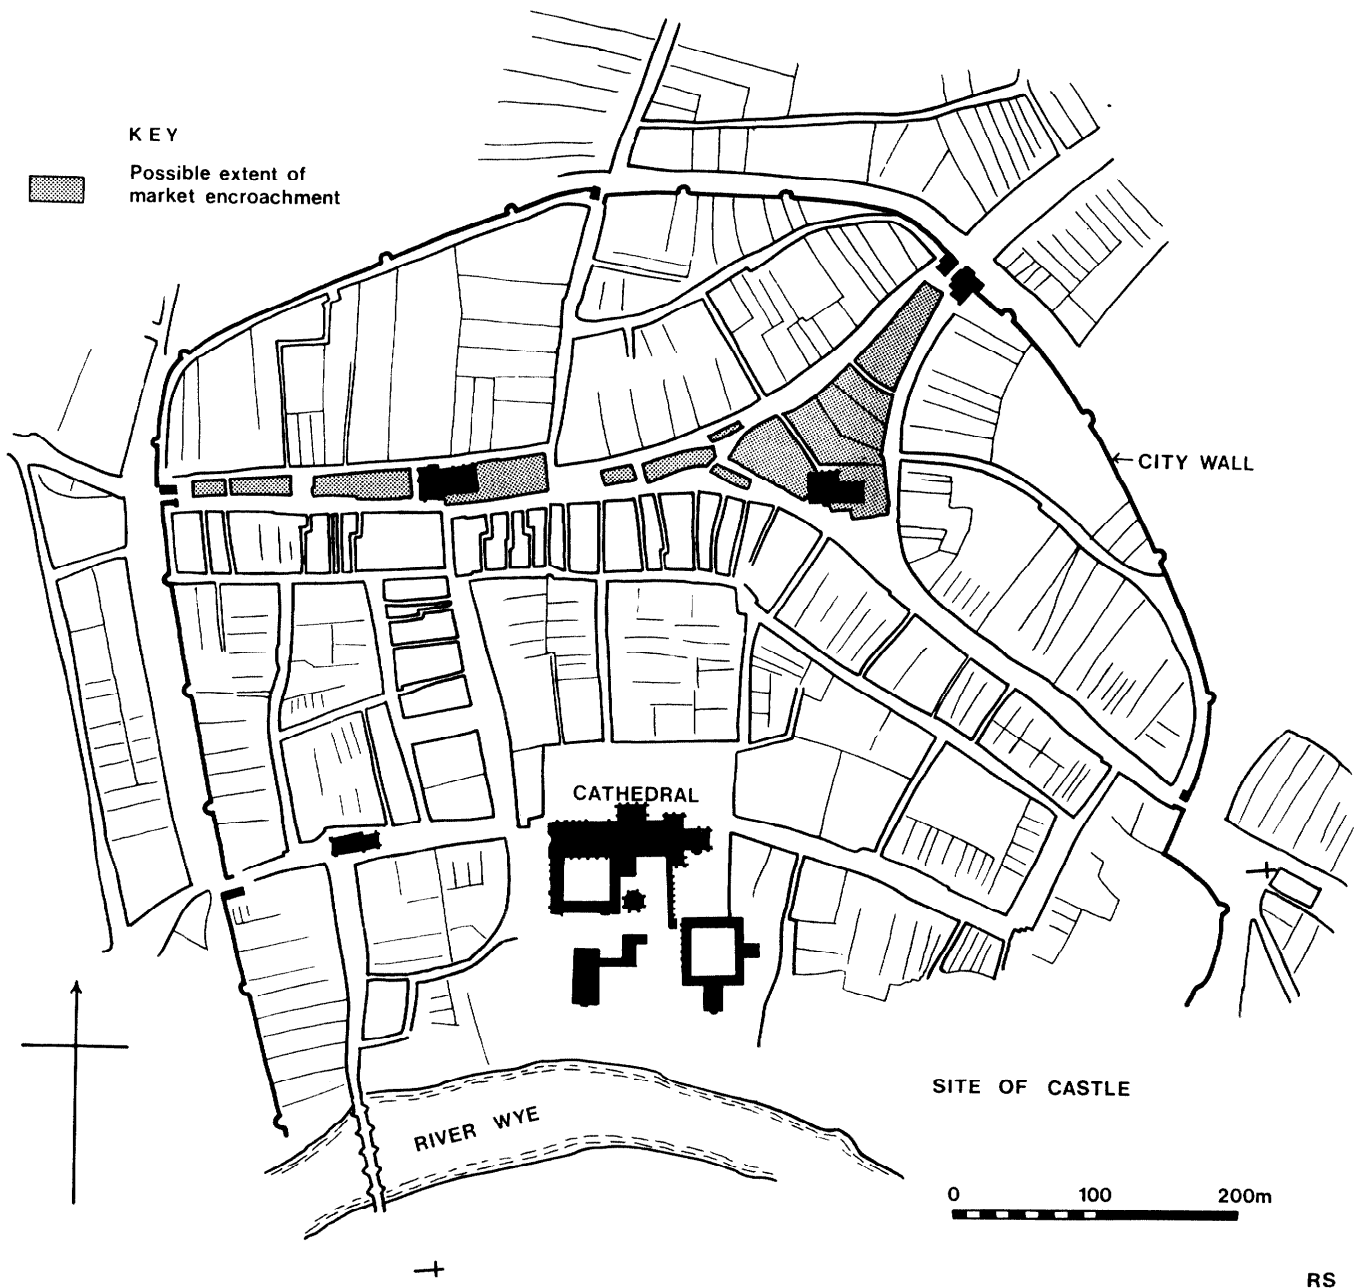 KEY
Possible extent of
market encroachment
CITY WALL
CATHEDRAL
SITE OF CASTLE
RIVER WYE
0 100 200m
RS